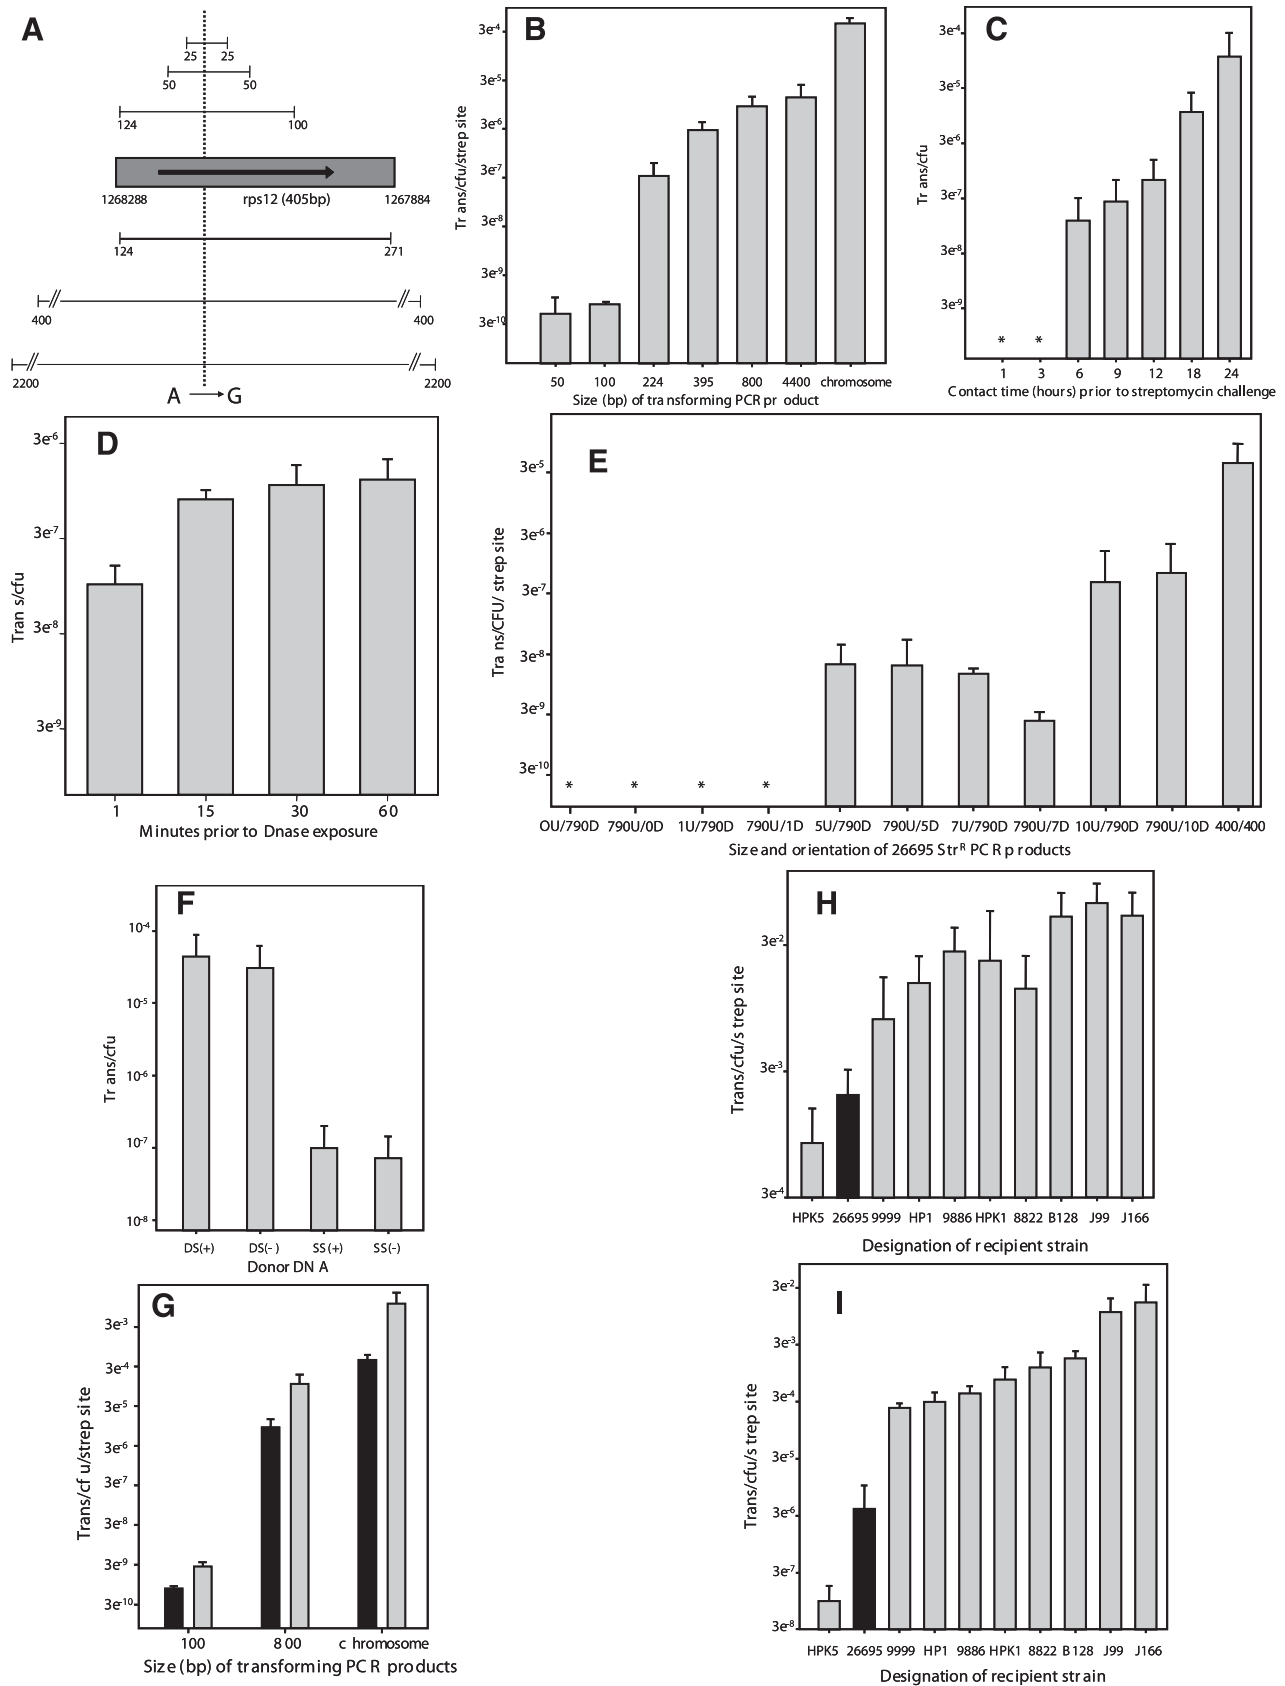 A
25 25
50 50
124 100
1268288 rps12 (405bp) 1267884
124 271
400 400
2200 2200
A G
B
Tr ans/cfu/strep site
3e-4
3e-5
3e-6
3e-7
3e-8
3e-9
3e-10
50 100 224 395 800 4400 chromosome
Size (bp) of transforming PCR pr oduct
C
Tr ans/cfu
3e-4
3e-5
3e-6
3e-7
3e-8
3e-9
* *
1 3 6 9 12 18 24
Contact time (hours) prior to streptomycin challenge
D
Tran s/cfu
3e-6
3e-7
3e-8
3e-9
1 15 30 60
Minutes prior to Dnase exposure
E
Tra ns/CFU/ strep site
3e-5
3e-6
3e-7
3e-8
3e-9
3e-10
* * * *
OU/790D 790U/0D 1U/790D 790U/1D 5U/790D 790U/5D 7U/790D 790U/7D 10U/790D 790U/10D 400/400
Size and orientation of 26695 StrR PCR p roducts
F
Tr ans/cfu
10-4
10-5
10-6
10-7
10-8
DS(+) DS(- ) SS (+) SS(-)
Donor DN A
G
Trans/cf u/strep site
3e-3
3e-4
3e-5
3e-6
3e-7
3e-8
3e-9
3e-10
100 8 00 c hromosome
Size (bp) of transforming PC R products
H
Trans/cfu/s trep site
3e-2
3e-3
3e-4
HPK5 26695 9999 HP1 9886 HPK1 8822 B128 J99 J166
Designation of recipient strain
I
Trans/cfu/s trep site
3e-2
3e-3
3e-4
3e-5
3e-6
3e-7
3e-8
HPK5 26695 9999 HP1 9886 HPK1 8822 B128 J99 J166
Designation of recipient strain